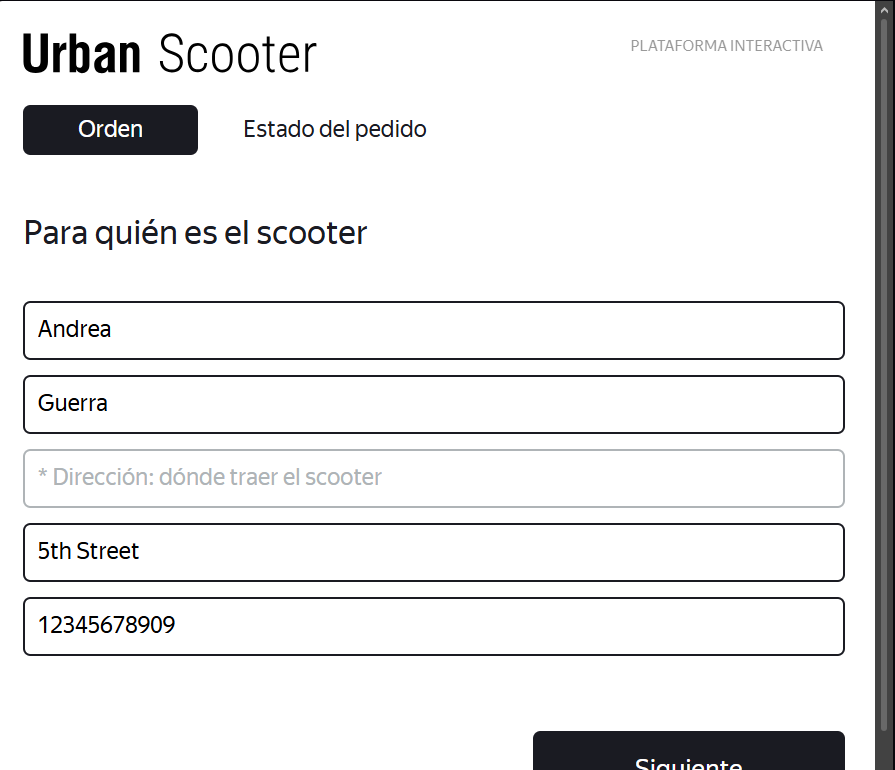 Urban Scooter
PLATAFORMA INTERACTIVA
Orden
Estado del pedido
Para quién es el scooter
Andrea
Guerra
* Dirección: dónde traer el scooter
5th Street
12345678909
Siguiente